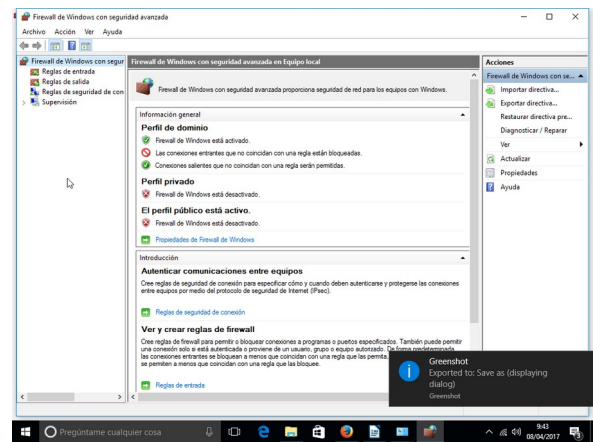 Firewall de Windows con seguridad avanzada
Archivo Acción Ver Ayuda
Firewall de Windows con segur
Reglas de entrada
Reglas de salida
Reglas de seguridad de con
Supervisión
Firewall de Windows con seguridad avanzada en Equipo local
Firewall de Windows con seguridad avanzada proporciona seguridad de red para los equipos con Windows.
Información general
Perfil de dominio
Firewall de Windows está activado.
Las conexiones entrantes que no coincidan con una regla están bloqueadas.
Conexiones salientes que no coincidan con una regla serán permitidas.
Perfil privado
Firewall de Windows está desactivado.
El perfil público está activo.
Firewall de Windows está desactivado.
Propiedades de Firewall de Windows
Introducción
Autenticar comunicaciones entre equipos
Cree reglas de seguridad de conexión para especificar cómo y cuando deben autenticarse y protegerse las conexiones
entre equipos por medio del protocolo de seguridad de Internet (IPsec).
Reglas de seguridad de conexión
Ver y crear reglas de firewall
Cree reglas de firewall para permitir o bloquear conexiones a programas o puertos especificados. También puede permitir
una conexión solo si está autenticada o proviene de un usuario, grupo o equipo autorizado. De forma predeterminada,
las conexiones entrantes se bloquean a menos que coincidan con una regla que las permita,
se permiten a menos que coincidan con una regla que las bloquee.
Reglas de entrada
Acciones
Firewall de Windows con se...
Importar directiva...
Exportar directiva...
Restaurar directiva pre...
Diagnosticar / Reparar
Ver
Actualizar
Propiedades
Ayuda
Greenshot
Exported to: Save as (displaying
dialog)
Greenshot
Pregúntame cualquier cosa
9:43
08/04/2017